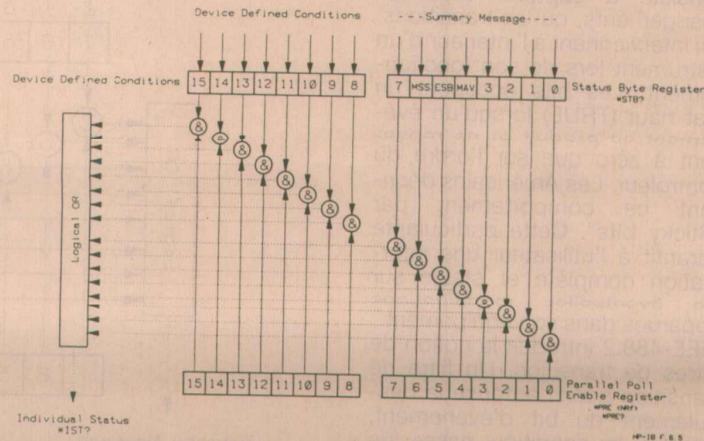 Device Defined Conditions
---Summary Message----
Device Defined Conditions
15 14 13 12 11 10 9 8
7 MSS ESB MAV 3 2 1 0
Status Byte Register
*STB?
& & & & & & & &
& & & & & & & &
Logical OR
15 14 13 12 11 10 9 8
7 6 5 4 3 2 1 0
Parallel Poll
Enable Register
*PRE (NRf)
*PRE?
Individual Status
*IST?
HP-IB F.6.5